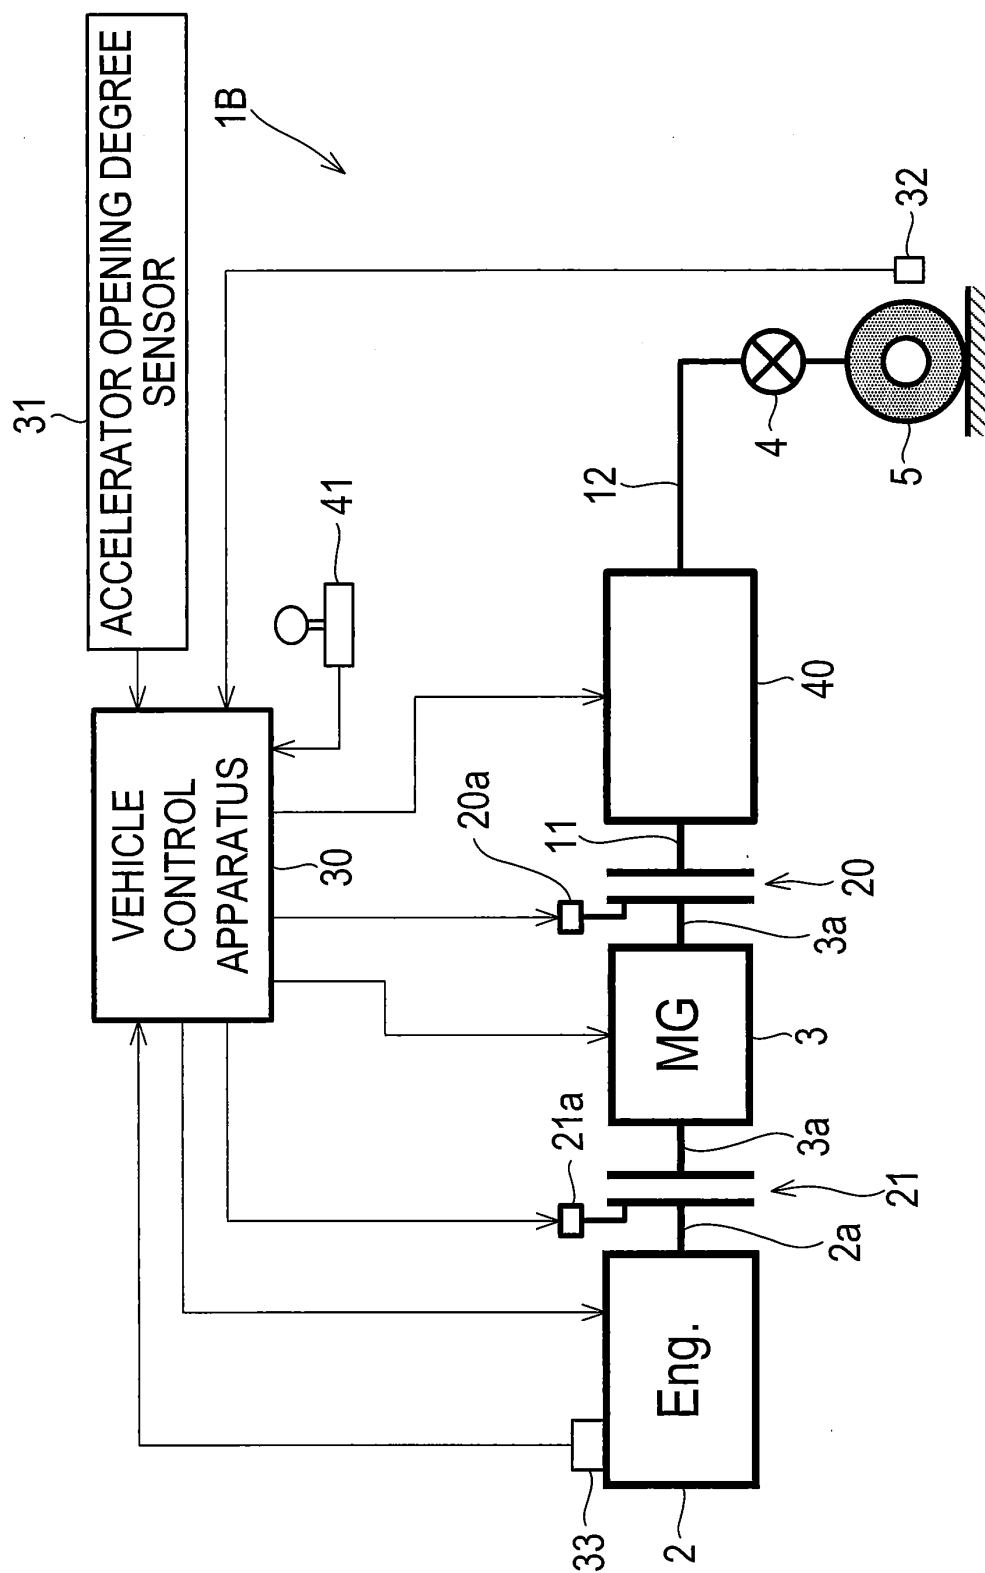 31
ACCELERATOR OPENING DEGREE
SENSOR
1B
VEHICLE
CONTROL
APPARATUS
30
41
32
20a
21a
33
Eng.
2
2a
21
3a
MG
3
3a
20
11
40
12
4
5